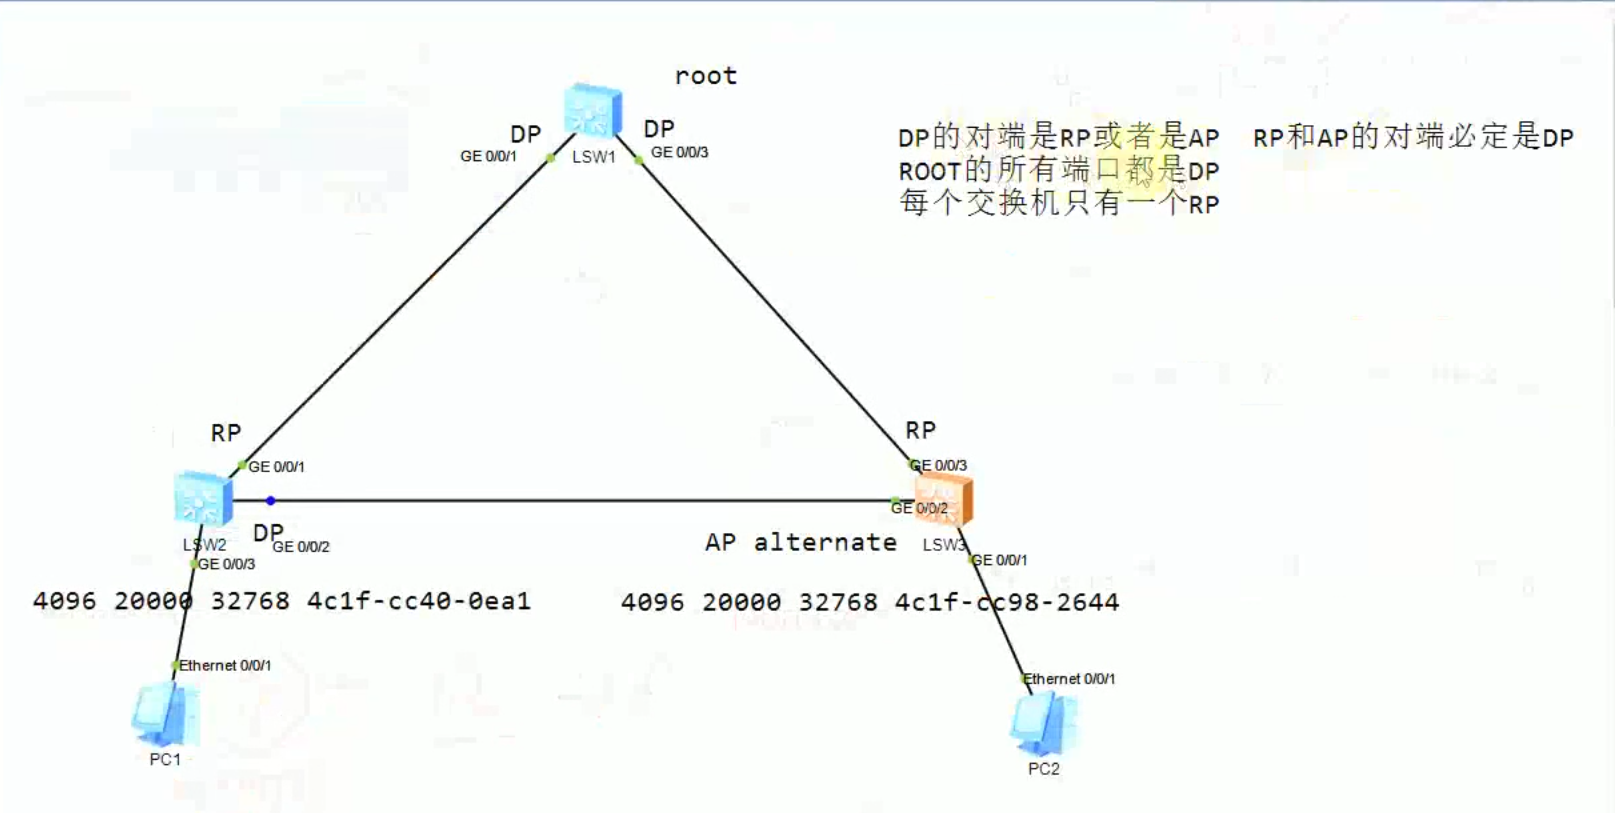 root
DP
DP
GE 0/0/1
LSW1
GE 0/0/3
DP的对端是RP或者是AP RP和AP的对端必定是DP
ROOT的所有端口都是DP
每个交换机只有一个RP
RP
GE 0/0/1
RP
GE 0/0/3
GE 0/0/2
DP
GE 0/0/2
LSW2
AP alternate
LSW3
GE 0/0/3
GE 0/0/1
4096 20000 32768 4c1f-cc40-0ea1
4096 20000 32768 4c1f-cc98-2644
Ethernet 0/0/1
Ethernet 0/0/1
PC1
PC2